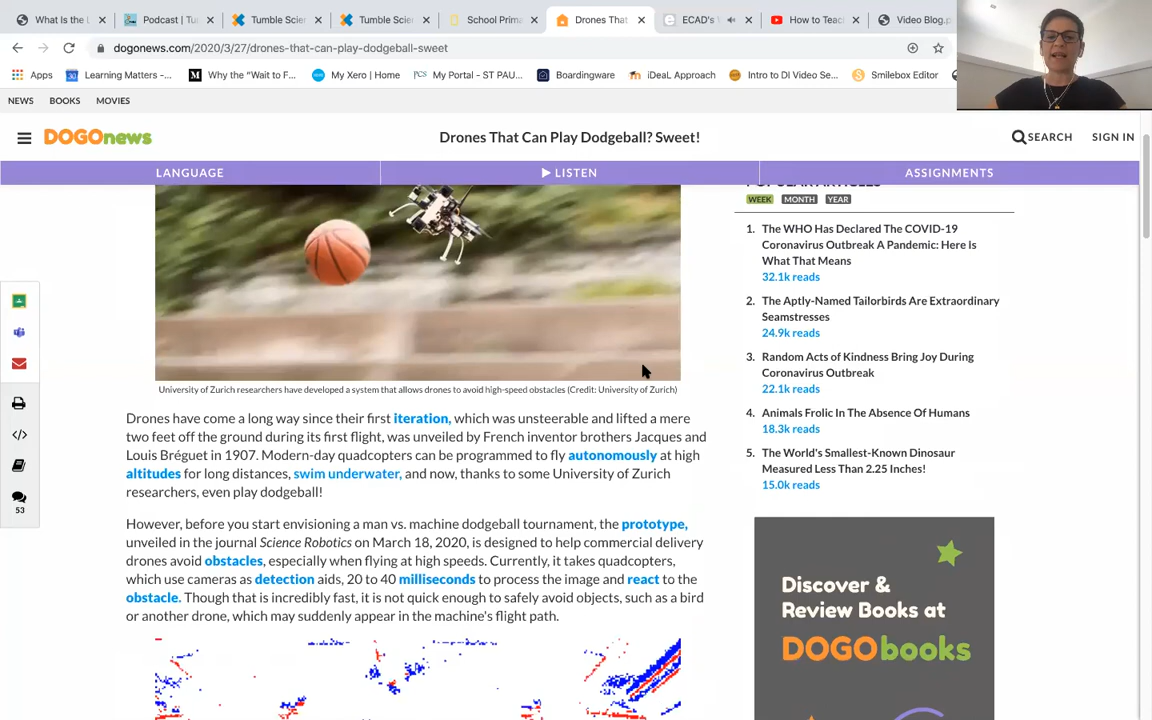 What Is the L
Podcast | Tu
Tumble Scie
Tumble Scie
School Prima
Drones That
ECAD's
How to Teac
Video Blog.p
dogonews.com/2020/3/27/drones-that-can-play-dodgeball-sweet
Apps
Learning Matters -...
Why the "Wait to F...
My Xero | Home
My Portal - ST PAU...
Boardingware
iDeaL Approach
Intro to DI Video Se...
Smilebox Editor
NEWS BOOKS MOVIES
DOGOnews
Drones That Can Play Dodgeball? Sweet!
SEARCH SIGN IN
LANGUAGE
LISTEN
ASSIGNMENTS
POPULAR ARTICLES
WEEK MONTH YEAR
1. The WHO Has Declared The COVID-19
Coronavirus Outbreak A Pandemic: Here Is
What That Means
32.1k reads
2. The Aptly-Named Tailorbirds Are Extraordinary
Seamstresses
24.9k reads
3. Random Acts of Kindness Bring Joy During
Coronavirus Outbreak
22.1k reads
4. Animals Frolic In The Absence Of Humans
18.3k reads
5. The World's Smallest-Known Dinosaur
Measured Less Than 2.25 Inches!
15.0k reads
53
University of Zurich researchers have developed a system that allows drones to avoid high-speed obstacles (Credit: University of Zurich)
Drones have come a long way since their first iteration, which was unsteerable and lifted a mere
two feet off the ground during its first flight, was unveiled by French inventor brothers Jacques and
Louis Bréguet in 1907. Modern-day quadcopters can be programmed to fly autonomously at high
altitudes for long distances, swim underwater, and now, thanks to some University of Zurich
researchers, even play dodgeball!
However, before you start envisioning a man vs. machine dodgeball tournament, the prototype,
unveiled in the journal Science Robotics on March 18, 2020, is designed to help commercial delivery
drones avoid obstacles, especially when flying at high speeds. Currently, it takes quadcopters,
which use cameras as detection aids, 20 to 40 milliseconds to process the image and react to the
obstacle. Though that is incredibly fast, it is not quick enough to safely avoid objects, such as a bird
or another drone, which may suddenly appear in the machine's flight path.
Discover &
Review Books at
DOGObooks